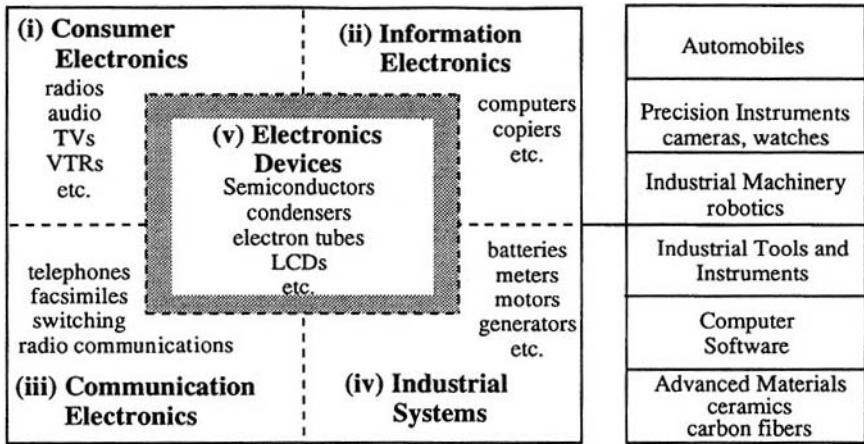 (i) Consumer
Electronics
radios
audio
TVs
VTRs
etc.
(ii) Information
Electronics
computers
copiers
etc.
(v) Electronics
Devices
Semiconductors
condensers
electron tubes
LCDs
etc.
telephones
facsimiles
switching
radio communications
(iii) Communication
Electronics
batteries
meters
motors
generators
etc.
(iv) Industrial
Systems
Automobiles
Precision Instruments
cameras, watches
Industrial Machinery
robotics
Industrial Tools and
Instruments
Computer
Software
Advanced Materials
ceramics
carbon fibers